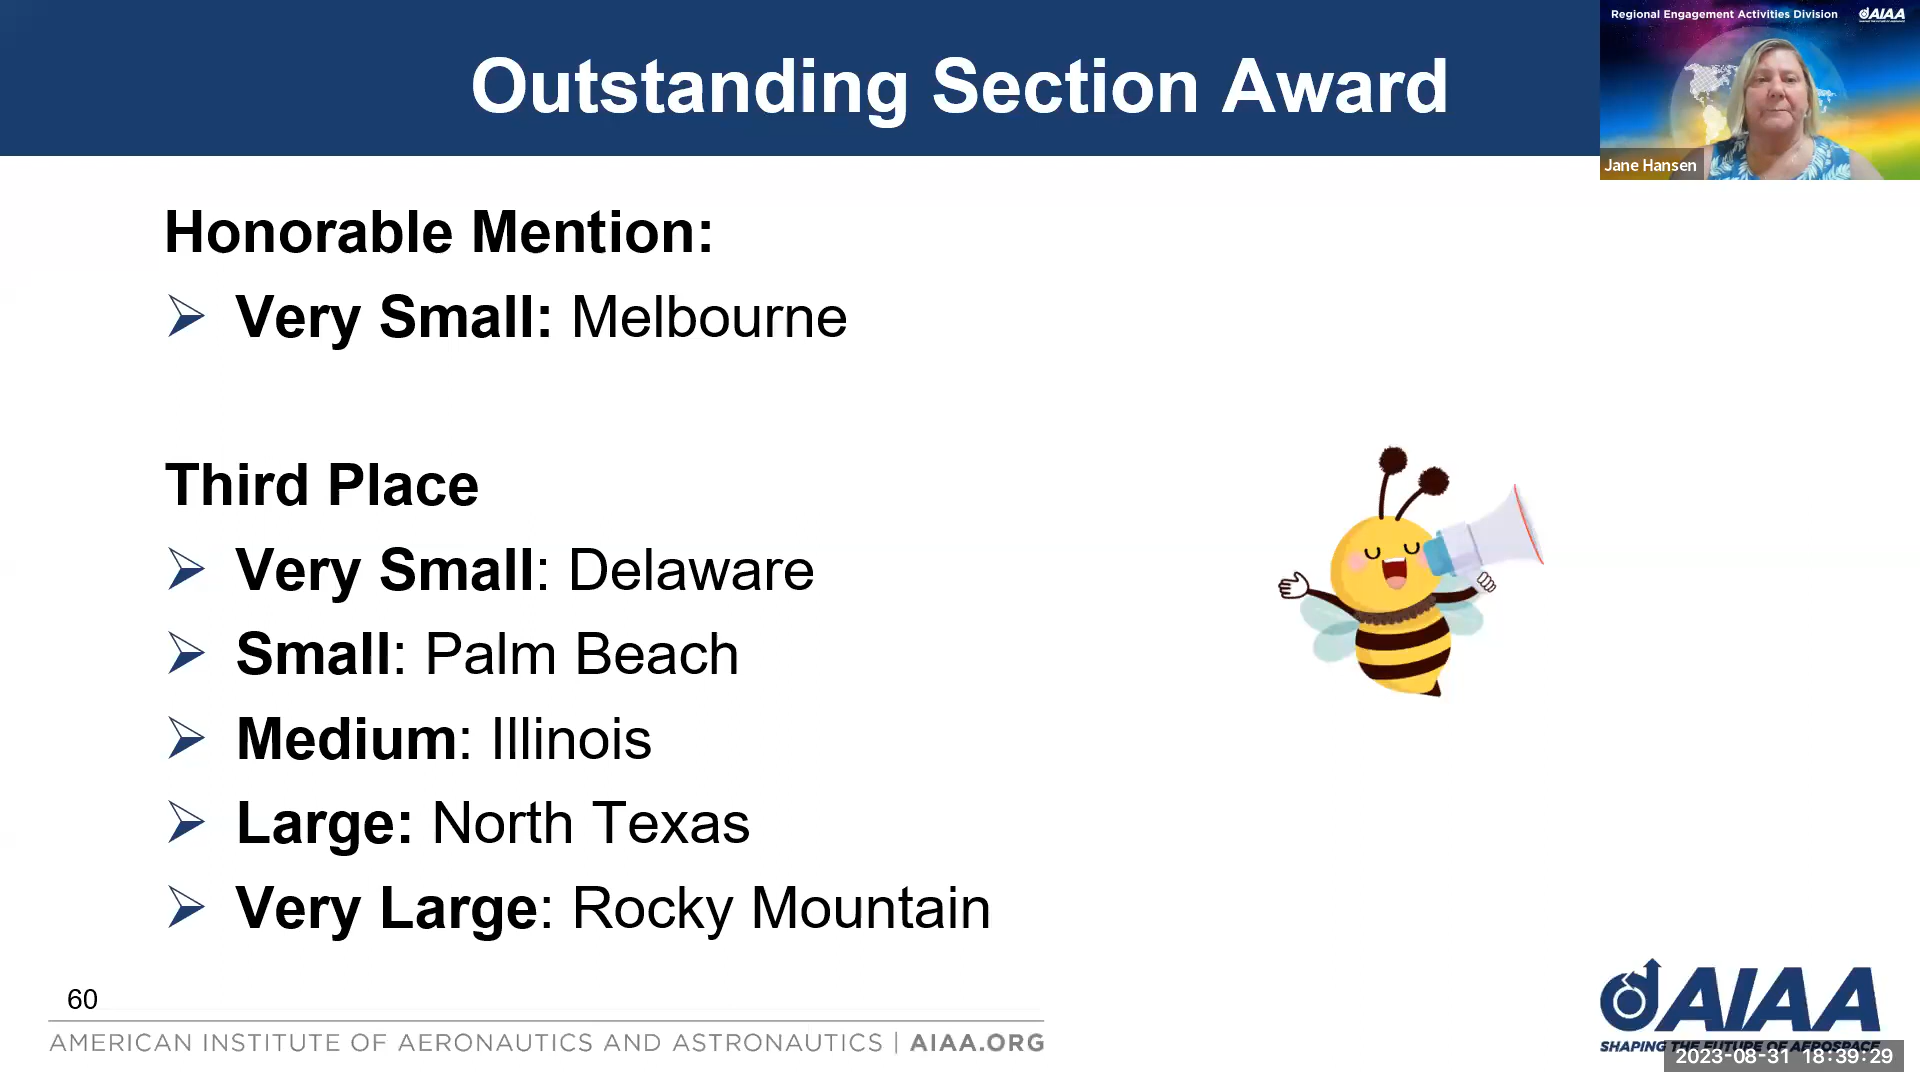 Outstanding Section Award
Regional Engagement Activities Division
AIAA
Jane Hansen
Honorable Mention:
Very Small: Melbourne
Third Place
Very Small: Delaware
Small: Palm Beach
Medium: Illinois
Large: North Texas
Very Large: Rocky Mountain
60
AMERICAN INSTITUTE OF AERONAUTICS AND ASTRONAUTICS | AIAA.ORG
AIAA
SHAPING THE FUTURE OF AEROSPACE
2023-08-31 18:39:29